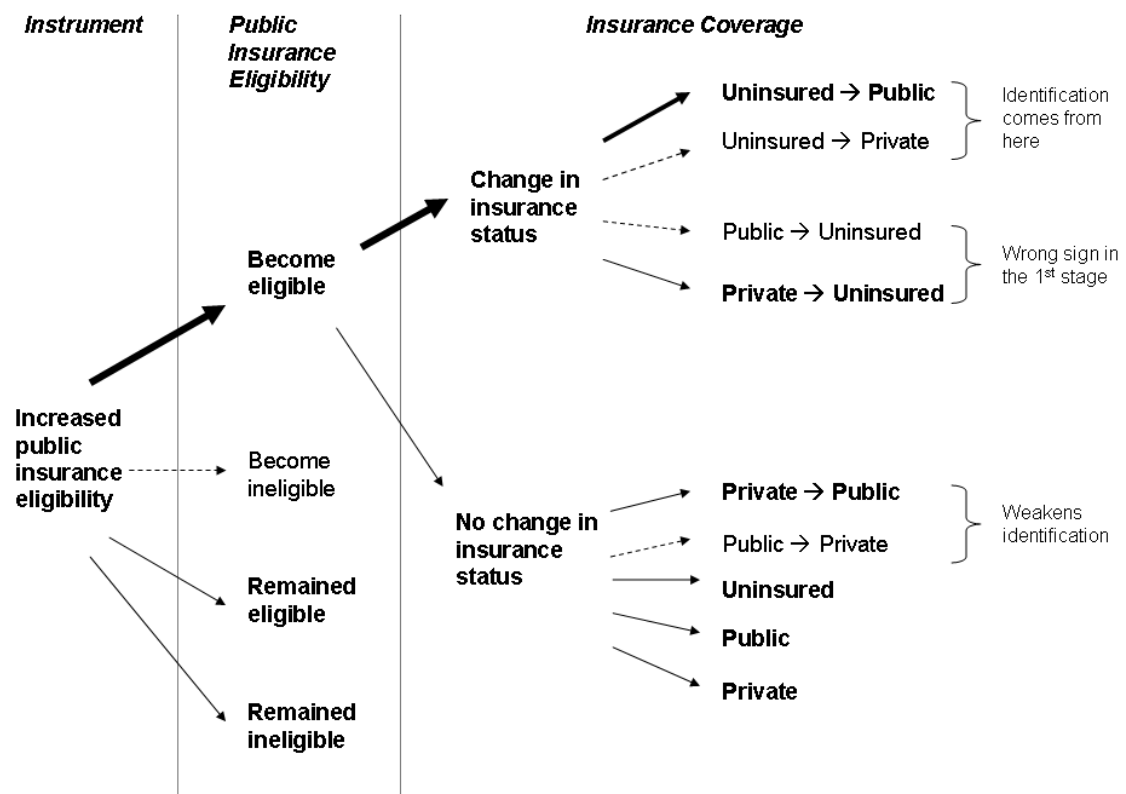 Instrument
Public
Insurance
Eligibility
Insurance Coverage
Increased
public
insurance
eligibility
Become
eligible
Become
ineligible
Remained
eligible
Remained
ineligible
Change in
insurance
status
No change in
insurance
status
Uninsured → Public
Uninsured → Private
Identification
comes from
here
Public → Uninsured
Private → Uninsured
Wrong sign in
the 1st stage
Private → Public
Public → Private
Weakens
identification
Uninsured
Public
Private